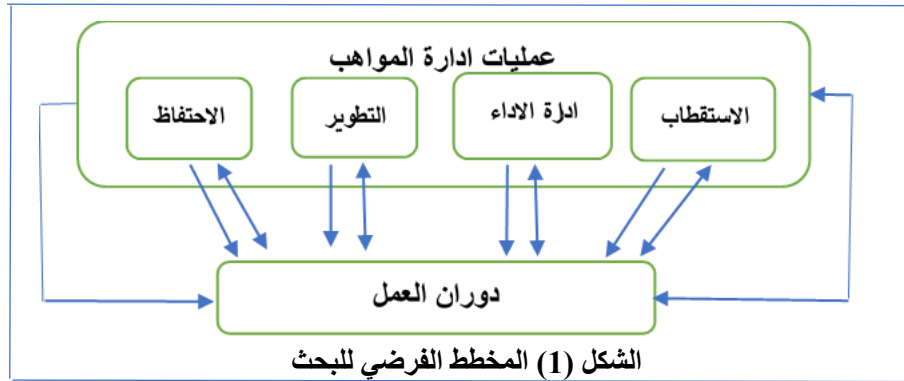 عمليات ادارة المواهب
الاستقطاب
ادارة الاداء
التطوير
الاحتفاظ
دوران العمل
الشكل (1) المخطط الفرضي للبحث